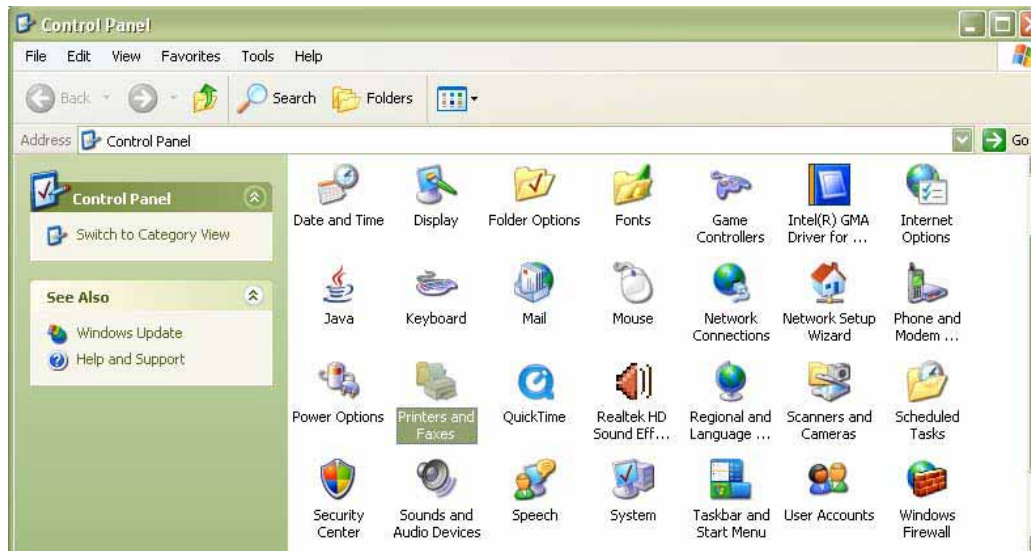 Control Panel
File Edit View Favorites Tools Help
Back Search Folders
Address Control Panel Go
Control Panel
Switch to Category View
See Also
Windows Update
Help and Support
Date and Time Display Folder Options Fonts Game Controllers Intel(R) GMA Driver for ... Internet Options
Java Keyboard Mail Mouse Network Connections Network Setup Wizard Phone and Modem ...
Power Options Printers and Faxes QuickTime Realtek HD Sound Eff... Regional and Language ... Scanners and Cameras Scheduled Tasks
Security Center Sounds and Audio Devices Speech System Taskbar and Start Menu User Accounts Windows Firewall